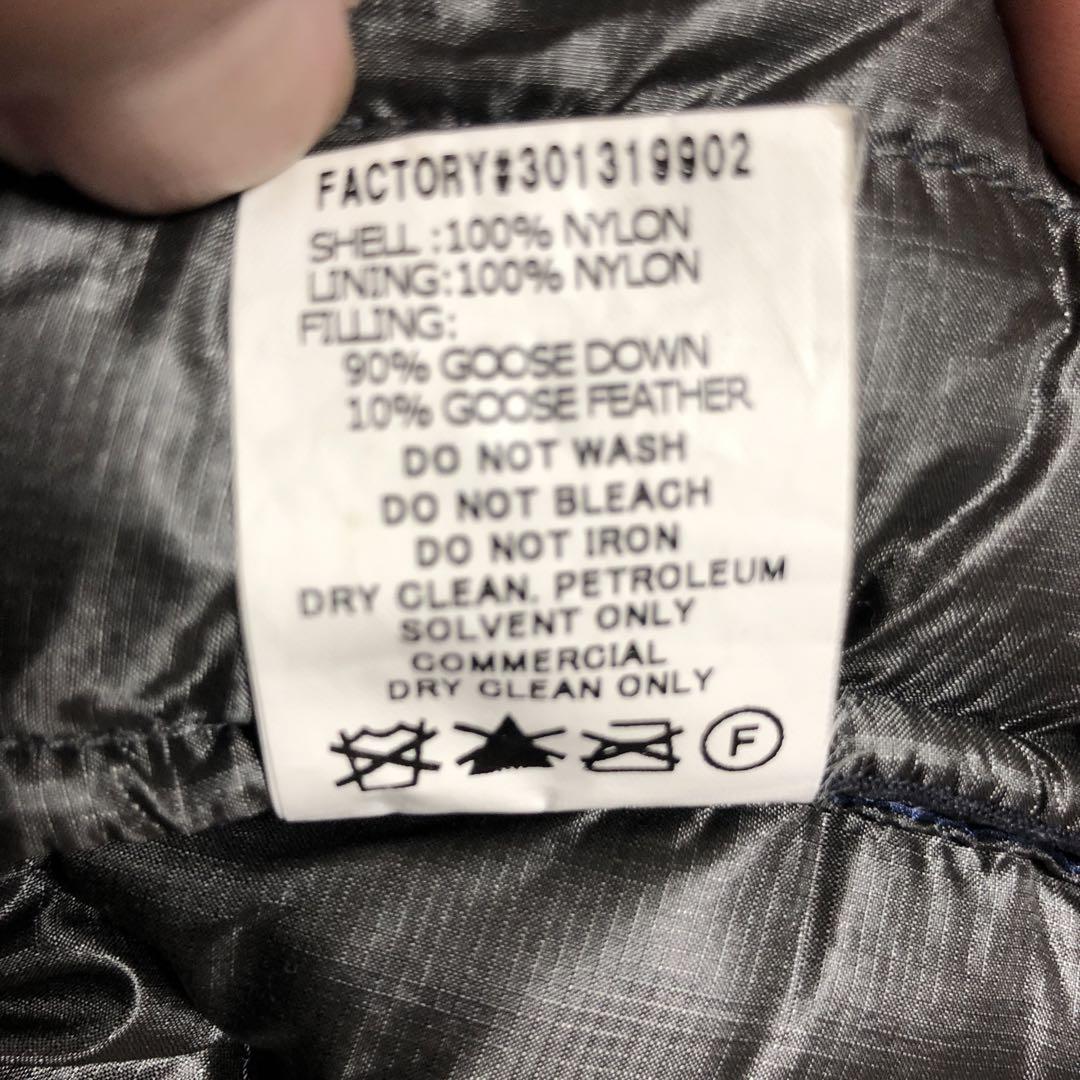 FACTORY#301319902
SHELL :100% NYLON
LINING:100% NYLON
FILLING:
90% GOOSE DOWN
10% GOOSE FEATHER
DO NOT WASH
DO NOT BLEACH
DO NOT IRON
DRY CLEAN, PETROLEUM
SOLVENT ONLY
COMMERCIAL
DRY CLEAN ONLY
F